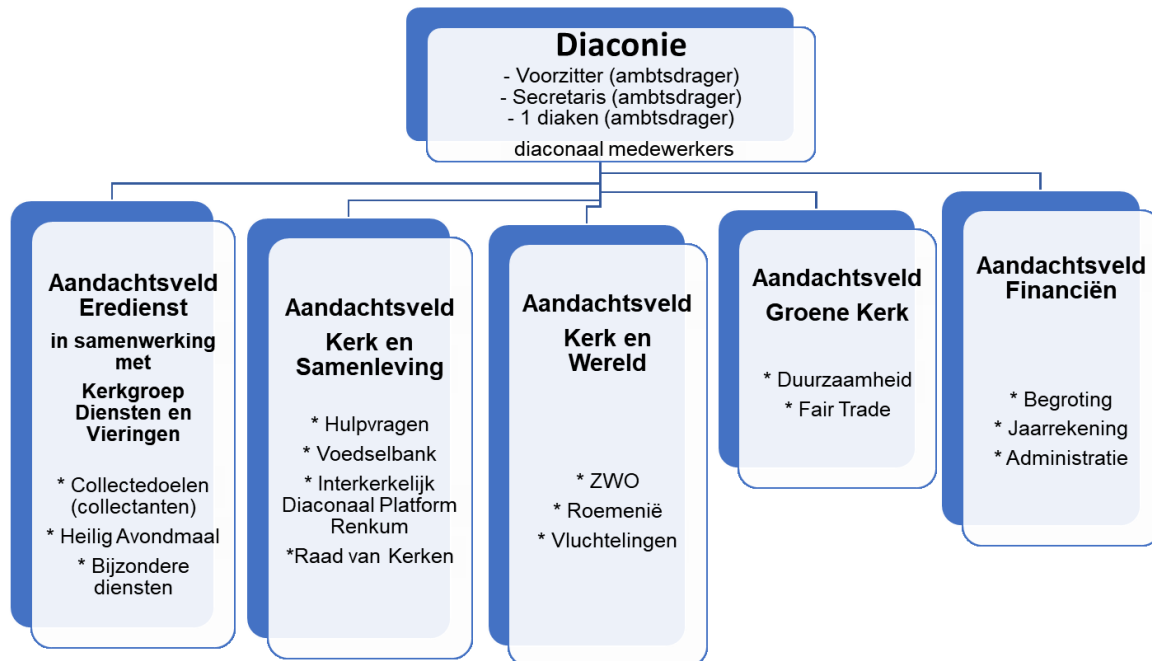 Diaconie
- Voorzitter (ambtsdrager)
- Secretaris (ambtsdrager)
- 1 diaken (ambtsdrager)
diaconaal medewerkers
Aandachtsveld
Eredienst
in samenwerking
met
Kerkgroep
Diensten en
Vieringen
* Collectedoelen
(collectanten)
* Heilig Avondmaal
* Bijzondere
diensten
Aandachtsveld
Kerk en
Samenleving
* Hulpvragen
* Voedselbank
* Interkerkelijk
Diaconaal Platform
Renkum
*Raad van Kerken
Aandachtsveld
Kerk en
Wereld
* ZWO
* Roemenië
* Vluchtelingen
Aandachtsveld
Groene Kerk
* Duurzaamheid
* Fair Trade
Aandachtsveld
Financiën
* Begroting
* Jaarrekening
* Administratie